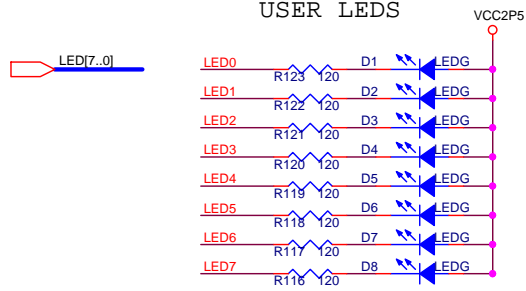 USER LEDS
VCC2P5
LED[7..0]
LED0 R123 120 D1 LEDG
LED1 R122 120 D2 LEDG
LED2 R121 120 D3 LEDG
LED3 R120 120 D4 LEDG
LED4 R119 120 D5 LEDG
LED5 R118 120 D6 LEDG
LED6 R117 120 D7 LEDG
LED7 R116 120 D8 LEDG